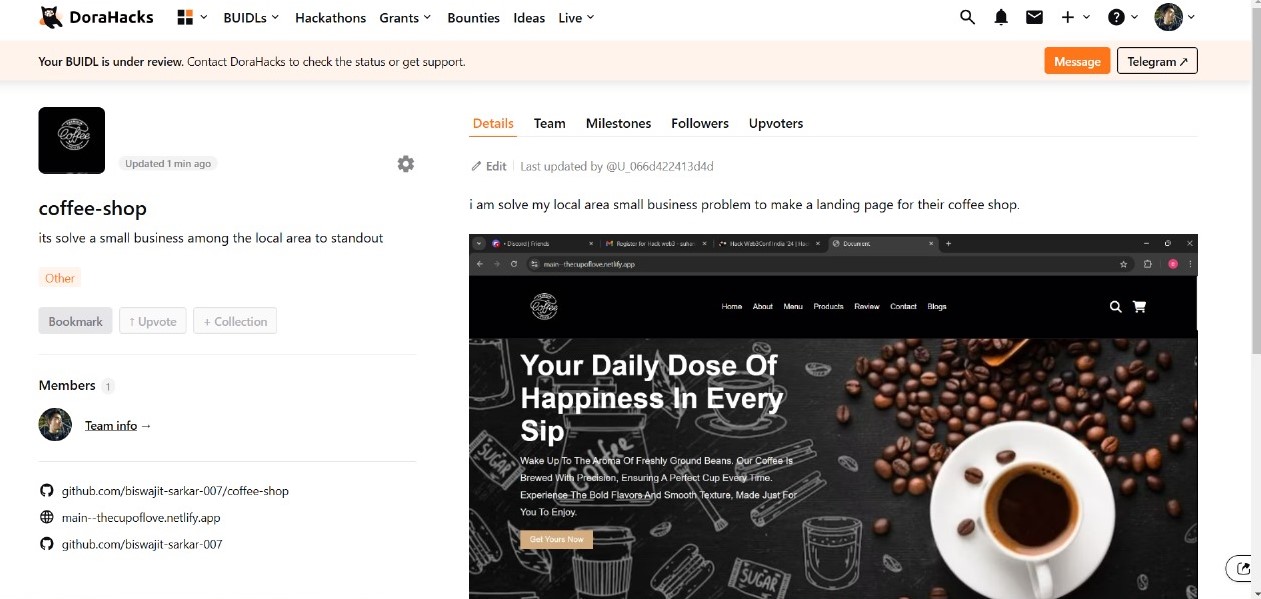 DoraHacks
BUIDLs
Hackathons
Grants
Bounties
Ideas
Live
Your BUIDL is under review. Contact DoraHacks to check the status or get support.
Message
Telegram ↗
Coffee
Updated 1 min ago
coffee-shop
its solve a small business among the local area to standout
Other
Bookmark
↑ Upvote
+ Collection
Members 1
Team info →
github.com/biswajit-sarkar-007/coffee-shop
main--thecupoflove.netlify.app
github.com/biswajit-sarkar-007
Details
Team
Milestones
Followers
Upvoters
Edit
Last updated by @U_066d422413d4d
i am solve my local area small business problem to make a landing page for their coffee shop.
• Discord | Friends
Register for Hack web3 - suhan
Hack Web3Conf India '24 | Hac
Document
main--thecupoflove.netlify.app
Coffee
Home
About
Menu
Products
Review
Contact
Blogs
Your Daily Dose Of
Happiness In Every
Sip
Wake Up To The Aroma Of Freshly Ground Beans. Our Coffee Is
Brewed With Precision, Ensuring A Perfect Cup Every Time.
Experience The Bold Flavors And Smooth Texture, Made Just For
You To Enjoy.
Get Yours Now
Coffee
SUGAR
SUGAR